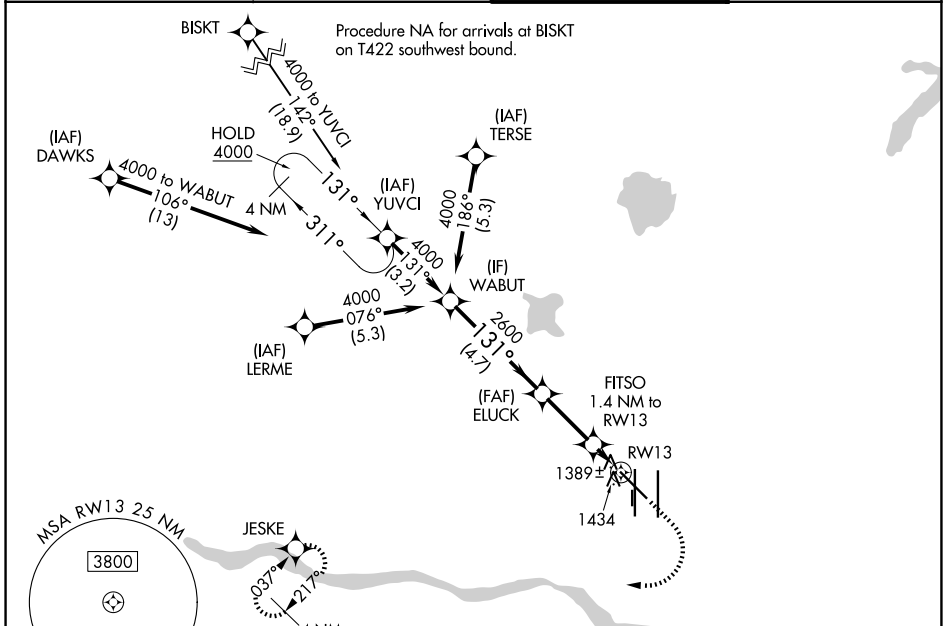 BISKT
Procedure NA for arrivals at BISKT
on T422 southwest bound.
4000 to YUVCI
142°
(18.9)
(IAF)
TERSE
HOLD
4000
(IAF)
DAWKS
4000 to WABUT
106°
(13)
4 NM
131°
311°
(IAF)
YUVCI
4000
186°
(5.3)
4000
131°
(3.2)
(IF)
WABUT
4000
076°
(5.3)
(IAF)
LERME
2600
131°
(4.7)
(FAF)
ELUCK
FITSO
1.4 NM to
RW13
RW13
1389±
1434
MSA RW13 25 NM
3800
JESKE
037°
217°